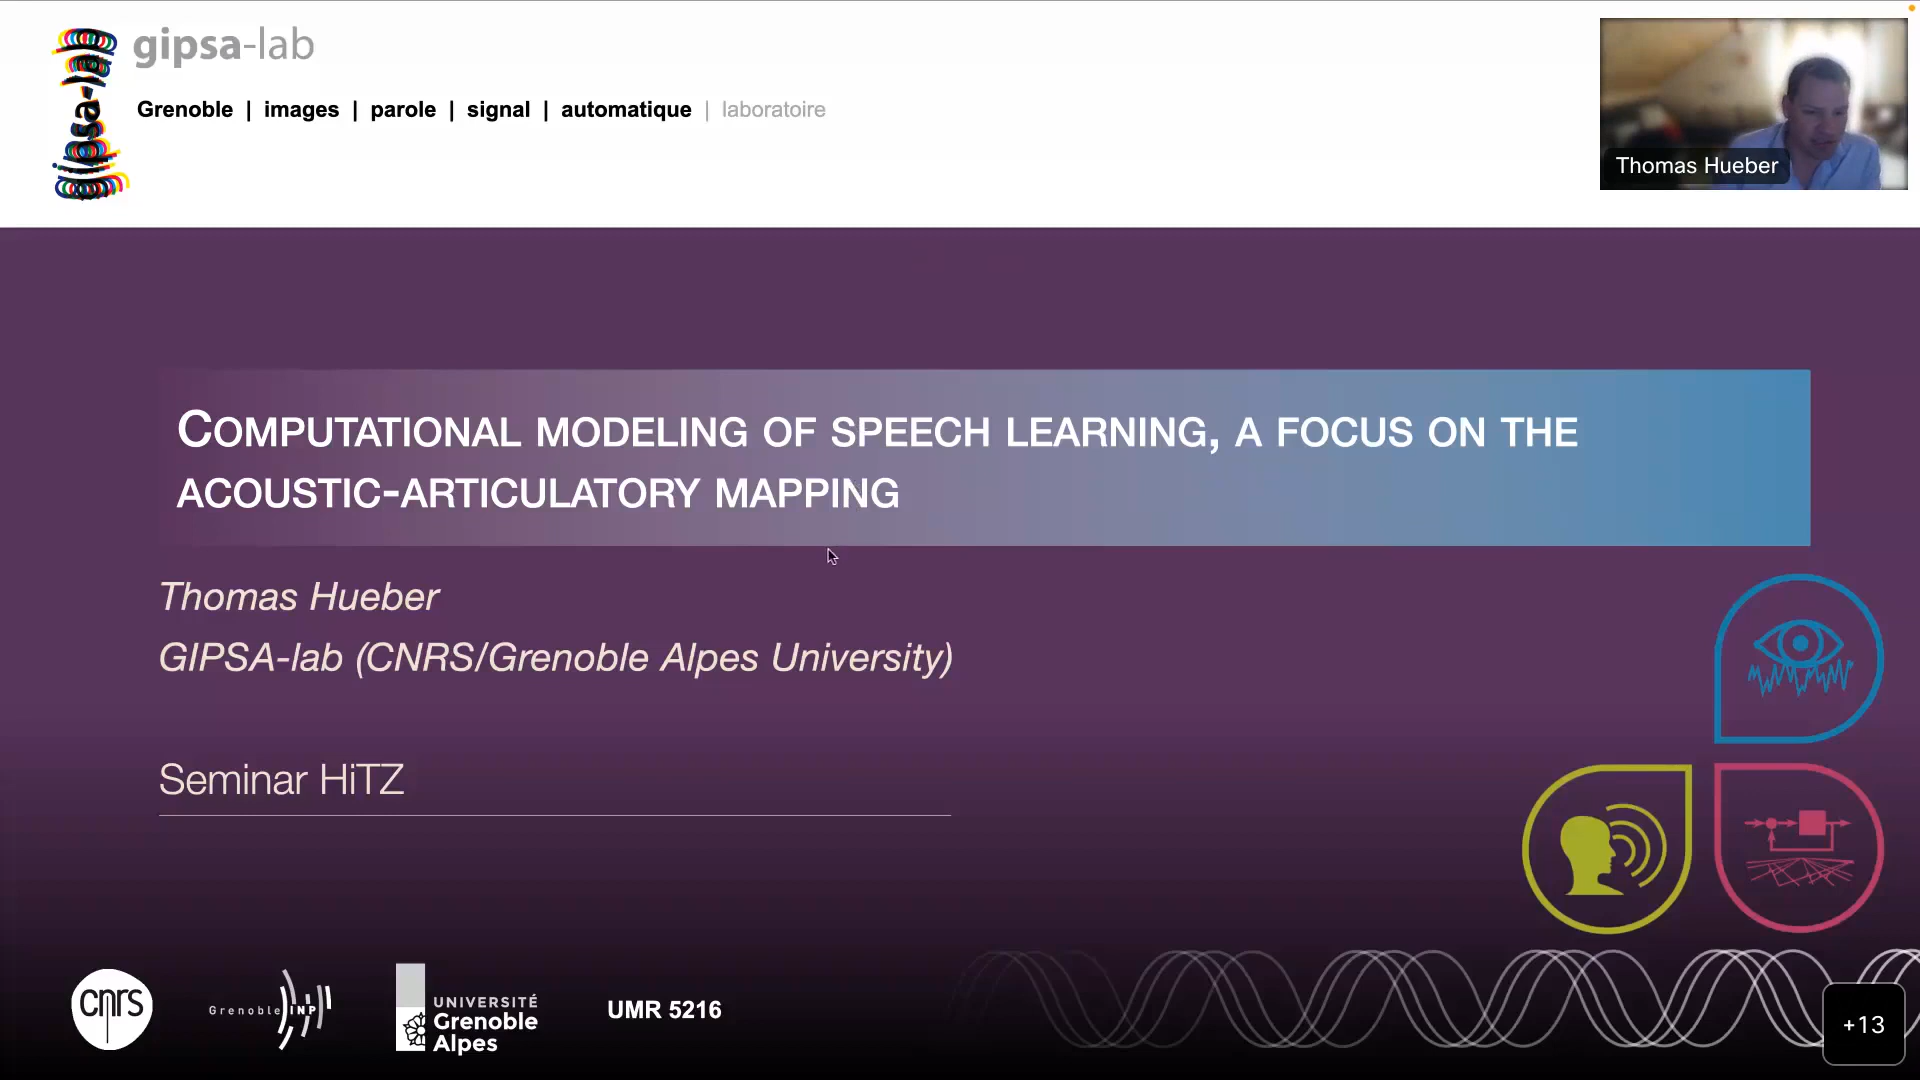 gipsa-lab
gipsa-lab
Grenoble | images | parole | signal | automatique | laboratoire
Thomas Hueber
COMPUTATIONAL MODELING OF SPEECH LEARNING, A FOCUS ON THE
ACOUSTIC-ARTICULATORY MAPPING
Thomas Hueber
GIPSA-lab (CNRS/Grenoble Alpes University)
Seminar HiTZ
cnrs
Grenoble INP
UNIVERSITÉ
Grenoble
Alpes
UMR 5216
+13